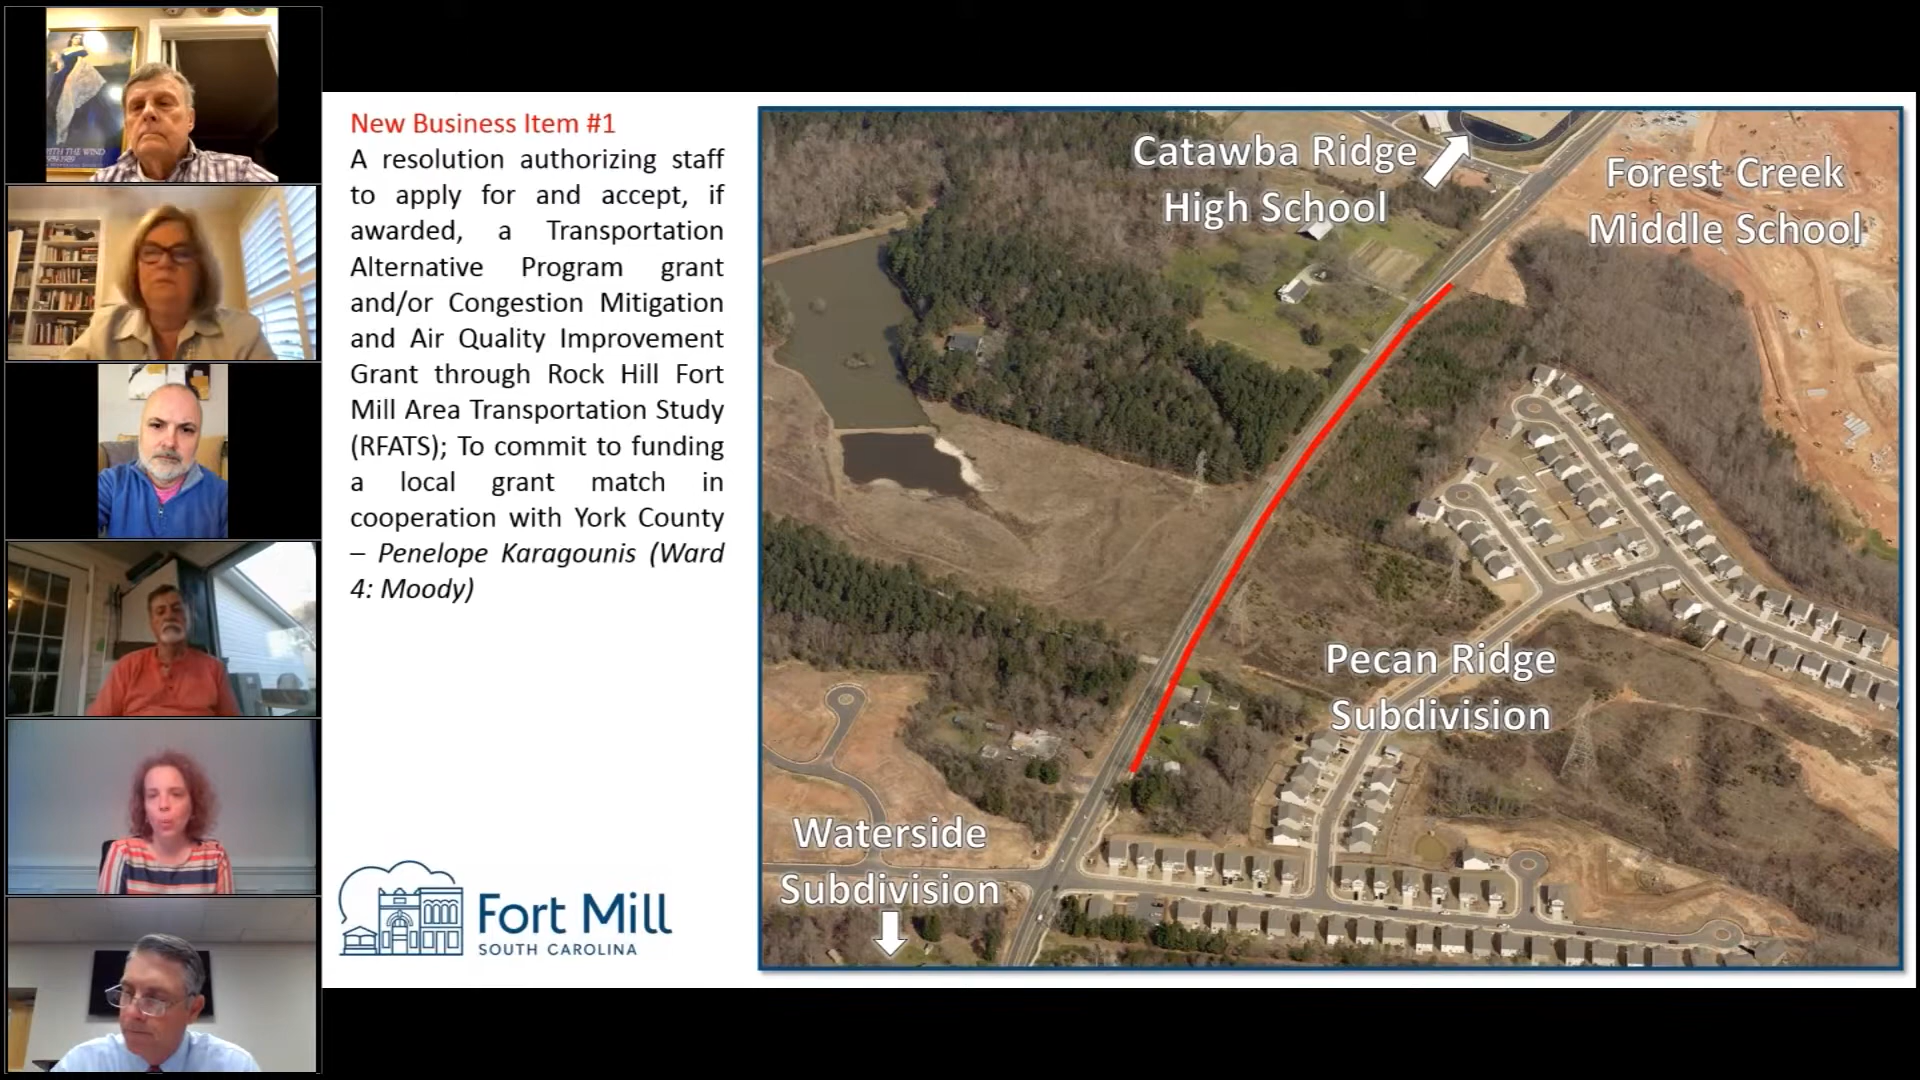 WITH THE WIND
New Business Item #1
A resolution authorizing staff
to apply for and accept, if
awarded, a Transportation
Alternative Program grant
and/or Congestion Mitigation
and Air Quality Improvement
Grant through Rock Hill Fort
Mill Area Transportation Study
(RFATS); To commit to funding
a local grant match in
cooperation with York County
– Penelope Karagounis (Ward
4: Moody)
Fort Mill
SOUTH CAROLINA
Catawba Ridge
High School
Forest Creek
Middle School
Pecan Ridge
Subdivision
Waterside
Subdivision